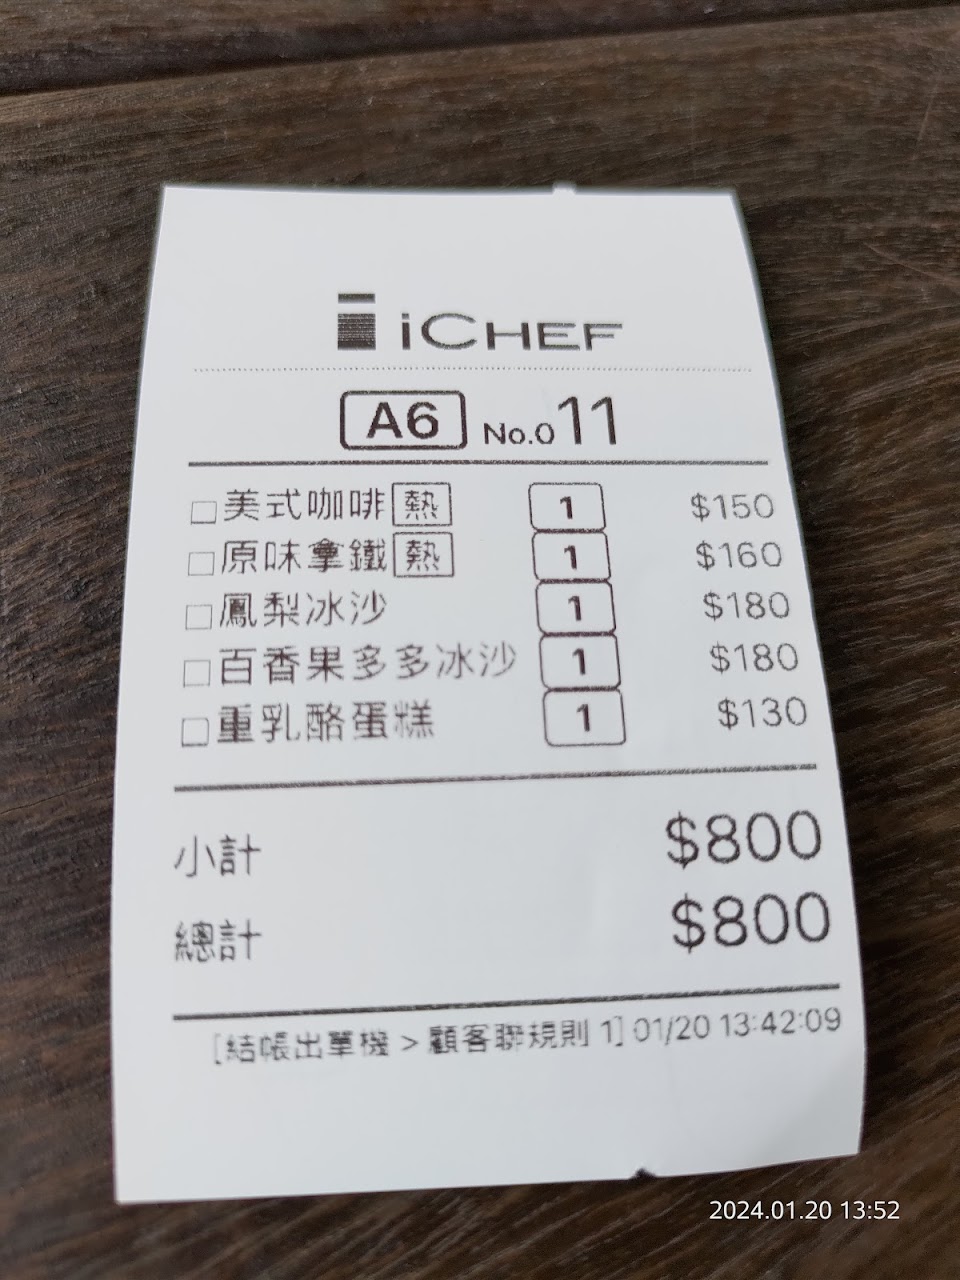 iCHEF
A6 No.011
美式咖啡 熱 1 $150
原味拿鐵 熱 1 $160
鳳梨冰沙 1 $180
百香果多多冰沙 1 $180
重乳酪蛋糕 1 $130
小計 $800
總計 $800
[結帳出單機 > 顧客聯規則 1] 01/20 13:42:09
2024.01.20 13:52